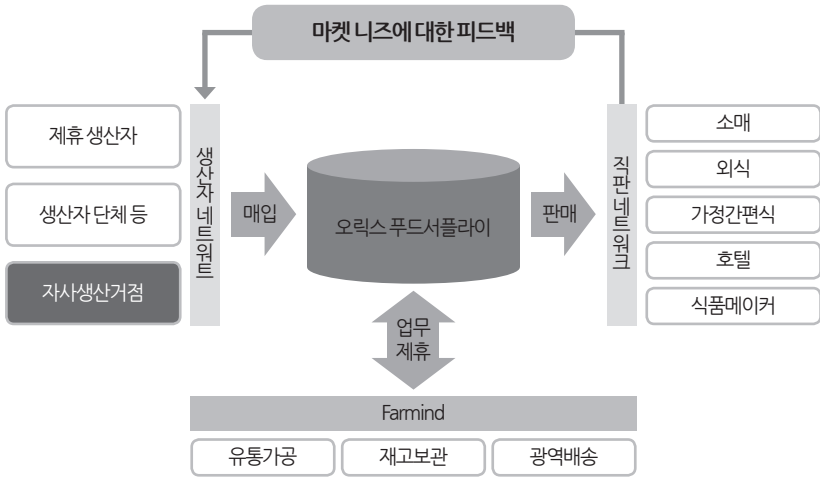 마켓 니즈에 대한 피드백
제휴 생산자
생산자 단체 등
자사생산거점
생산자 네트워트
매입
오릭스 푸드서플라이
판매
직판 네트워크
소매
외식
가정간편식
호텔
식품메이커
업무
제휴
Farmind
유통가공
재고보관
광역배송